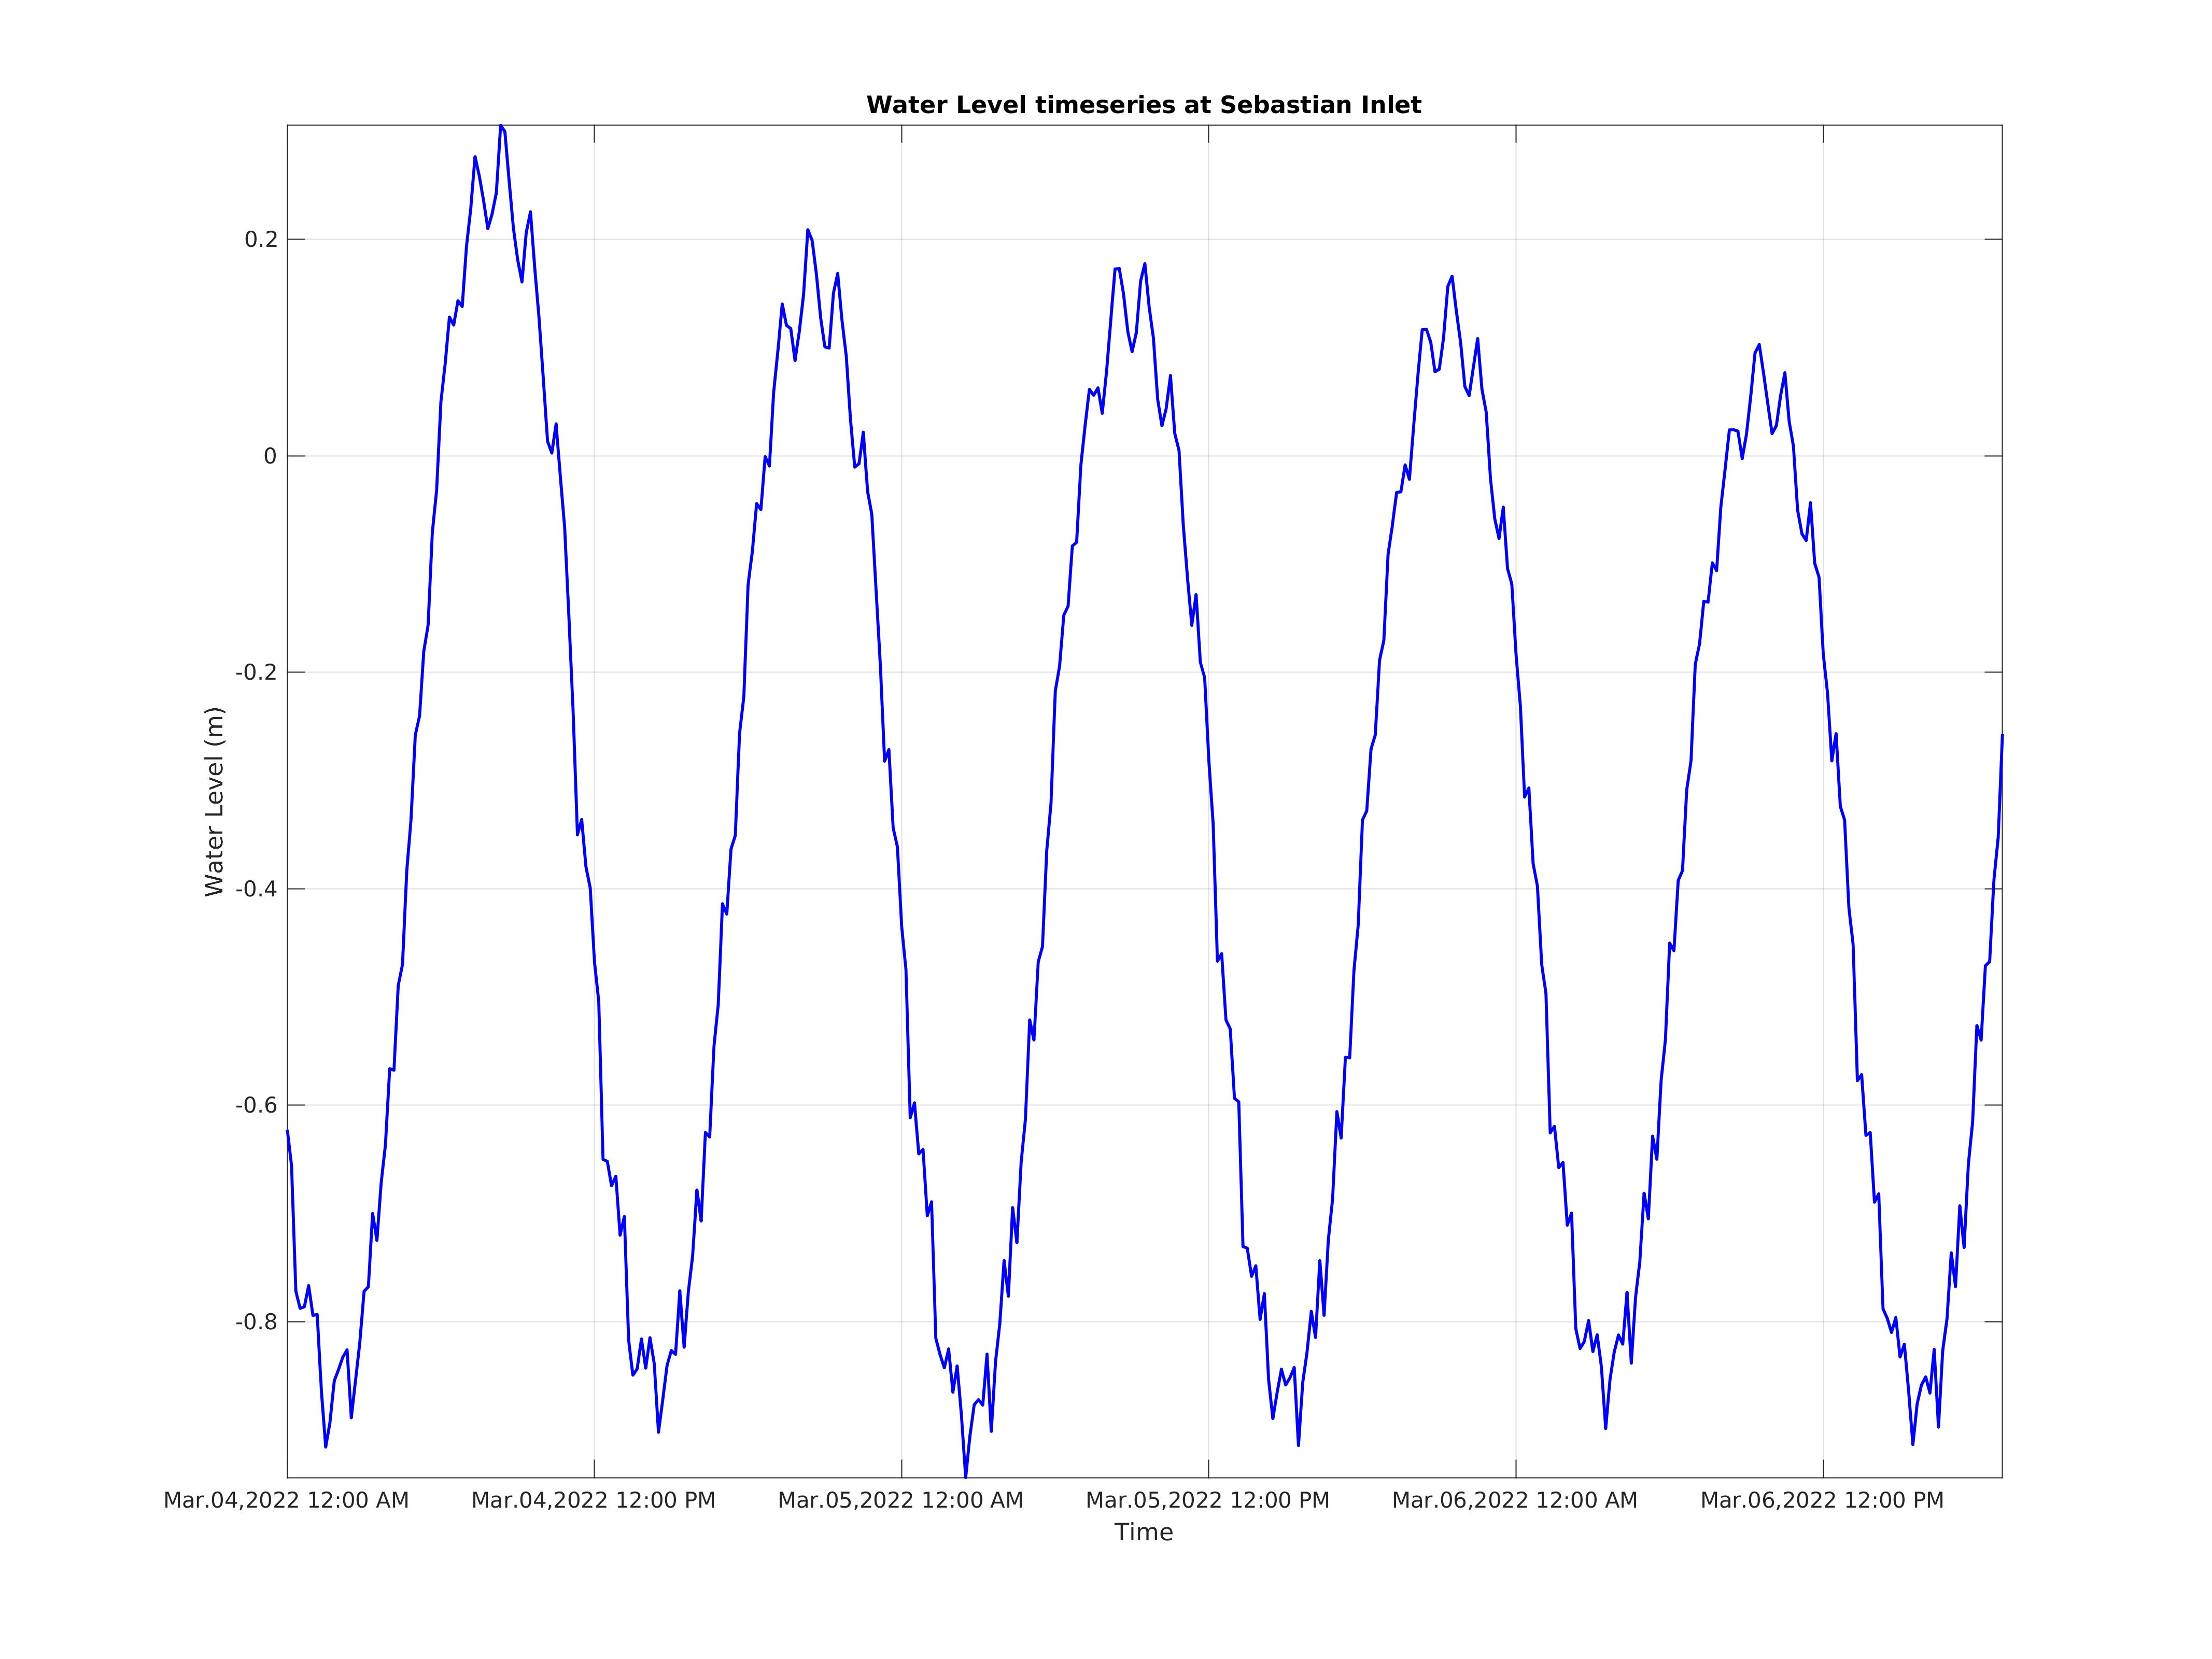 Water Level timeseries at Sebastian Inlet
0.2
0
-0.2
-0.4
-0.6
-0.8
Water Level (m)
Mar.04,2022 12:00 AM
Mar.04,2022 12:00 PM
Mar.05,2022 12:00 AM
Mar.05,2022 12:00 PM
Mar.06,2022 12:00 AM
Mar.06,2022 12:00 PM
Time